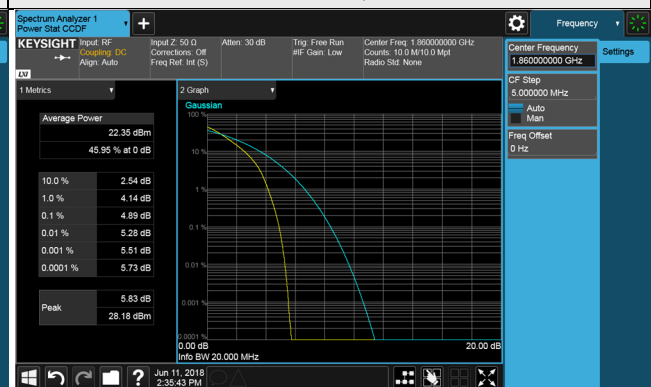 Spectrum Analyzer 1
Power Stat CCDF
Frequency
KEYSIGHT
Input: RF
Coupling: DC
Align: Auto
Input Z: 50 Ω
Corrections: Off
Freq Ref: Int (S)
Atten: 30 dB
Trig: Free Run
#IF Gain: Low
Center Freq: 1.860000000 GHz
Counts: 10.0 M/10.0 Mpt
Radio Std: None
LXI
Center Frequency
1.860000000 GHz
Settings
CF Step
5.000000 MHz
Auto
Man
Freq Offset
0 Hz
1 Metrics
Average Power
22.35 dBm
45.95 % at 0 dB
10.0 % 2.54 dB
1.0 % 4.14 dB
0.1 % 4.89 dB
0.01 % 5.28 dB
0.001 % 5.51 dB
0.0001 % 5.73 dB
Peak
5.83 dB
28.18 dBm
2 Graph
Gaussian
100 %
10 %
1 %
0.1 %
0.01 %
0.001 %
0.0001 %
0.00 dB 20.00 dB
Info BW 20.000 MHz
Jun 11, 2018
2:35:43 PM